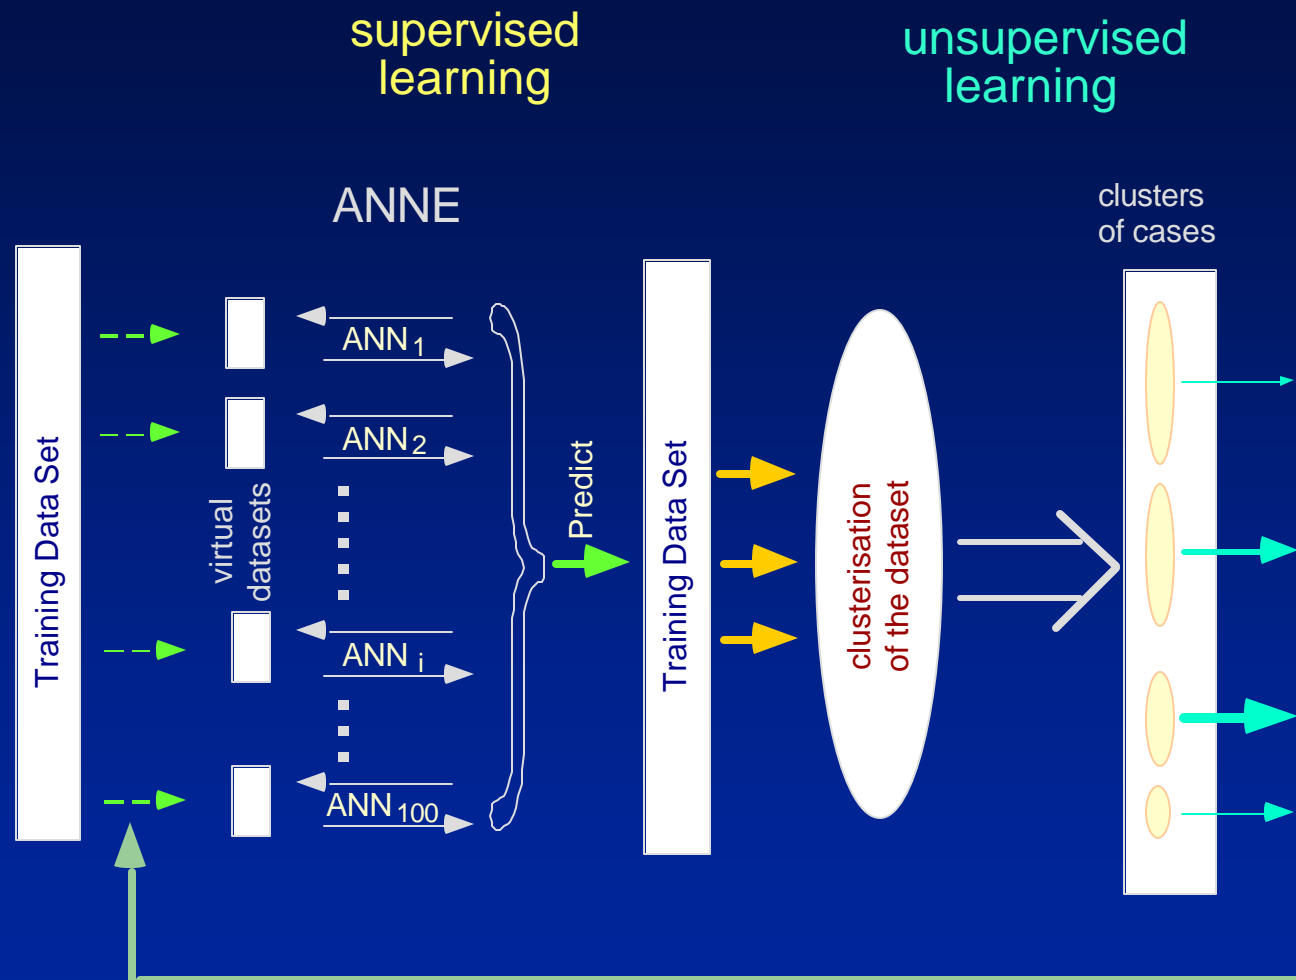 supervised
learning
unsupervised
learning
ANNE
clusters
of cases
Training Data Set
virtual
datasets
ANN 1
ANN 2
ANN i
ANN 100
Predict
Training Data Set
clusterisation
of the dataset